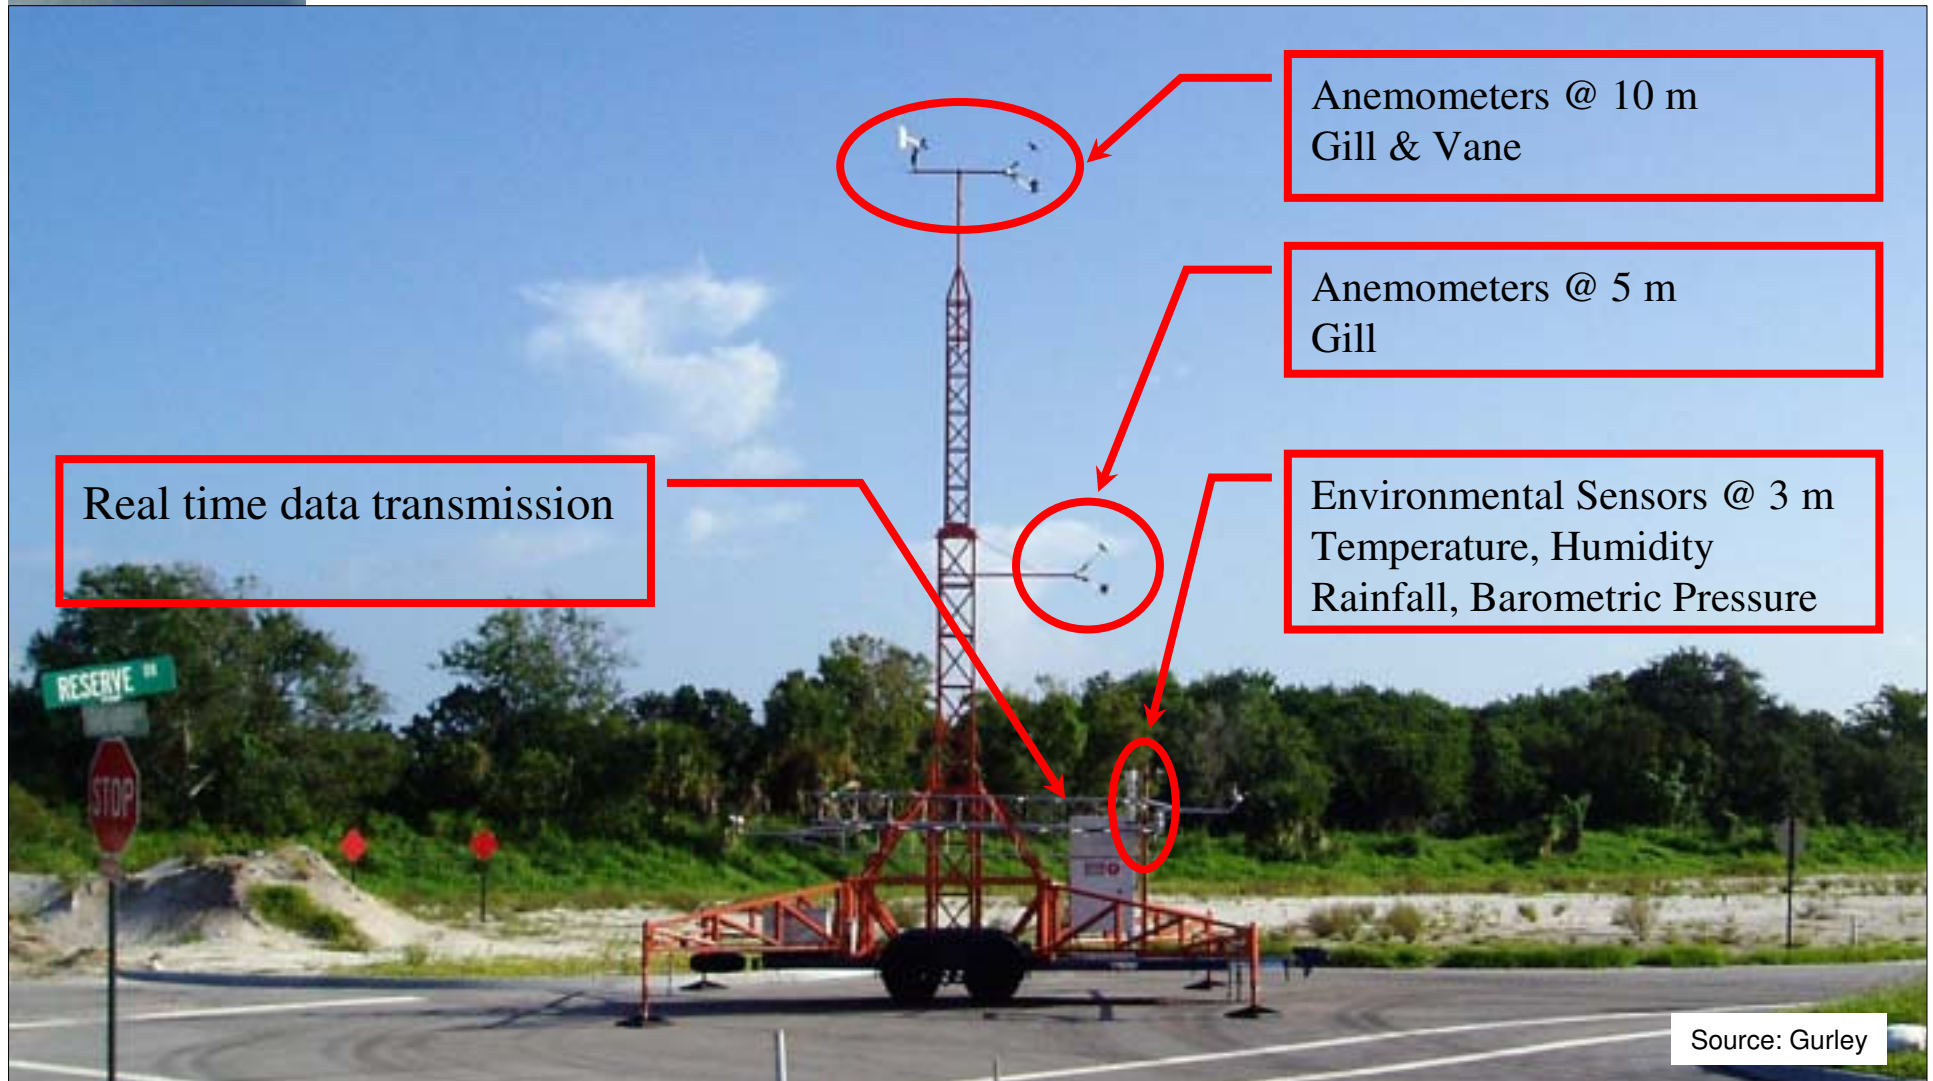 Anemometers @ 10 m
Gill & Vane
Anemometers @ 5 m
Gill
Real time data transmission
Environmental Sensors @ 3 m
Temperature, Humidity
Rainfall, Barometric Pressure
RESERVE
STOP
Source: Gurley